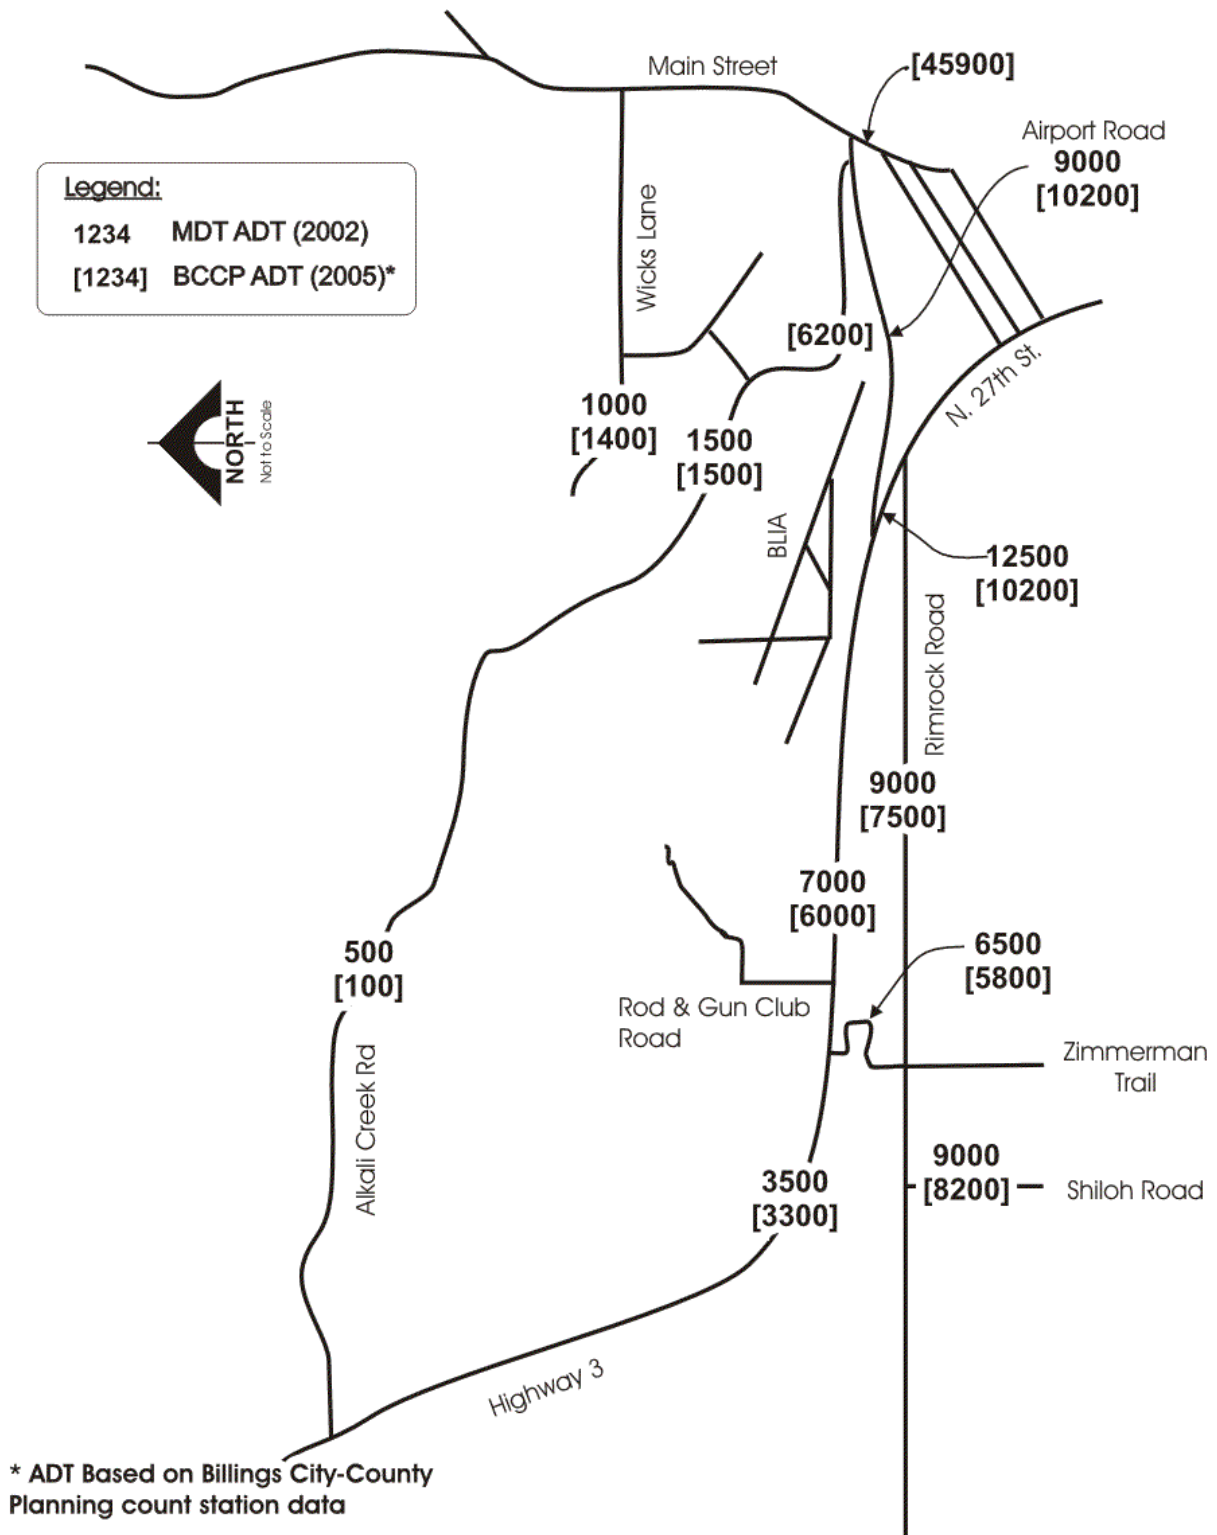 Main Street
[45900]
Airport Road
9000
[10200]
Legend:
1234 MDT ADT (2002)
[1234] BCCP ADT (2005)*
Wicks Lane
[6200]
N. 27th St.
NORTH
Not to Scale
1000
[1400]
1500
[1500]
BLIA
12500
[10200]
Rimrock Road
9000
[7500]
7000
[6000]
500
[100]
6500
[5800]
Rod & Gun Club
Road
Zimmerman
Trail
Alkali Creek Rd
9000
[8200]
Shiloh Road
3500
[3300]
Highway 3
* ADT Based on Billings City-County
Planning count station data